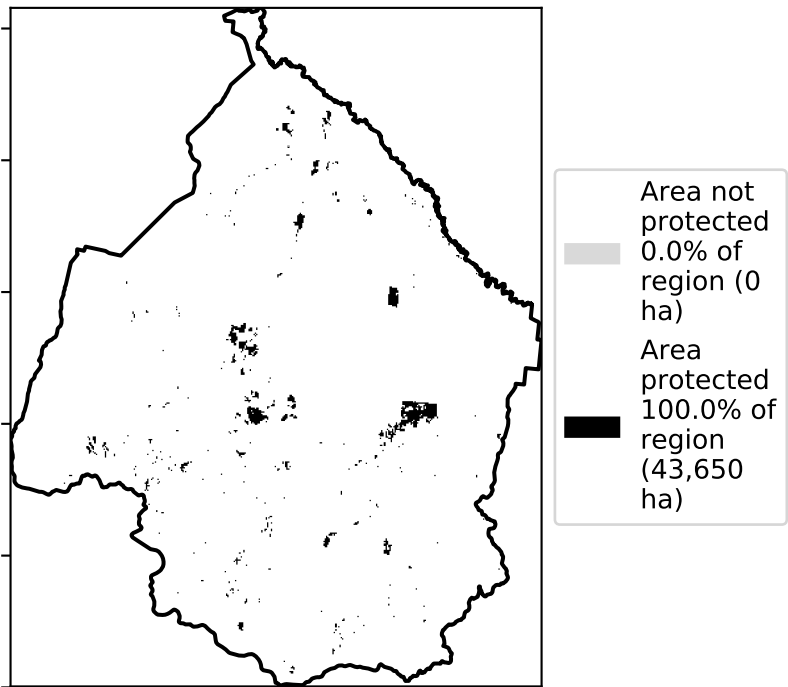 Area not
protected
0.0% of
region (0
ha)
Area
protected
100.0% of
region
(43,650
ha)